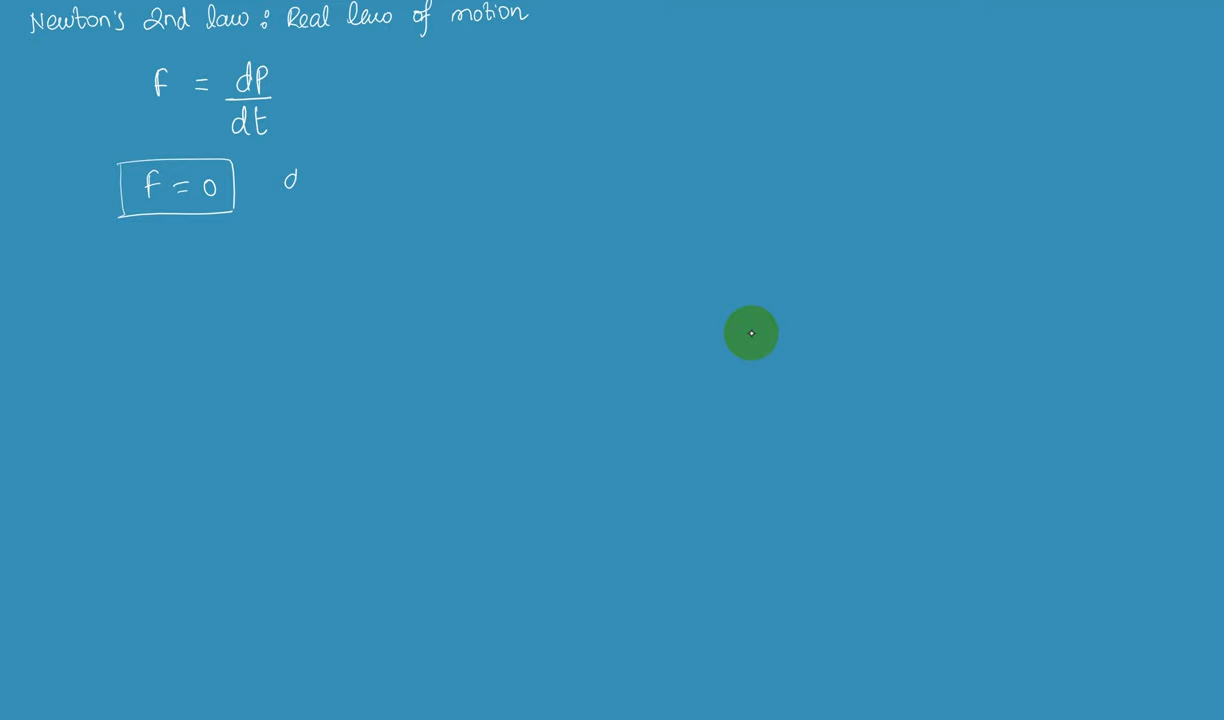 Newton's 2nd law : Real law of motion
F = dP/dt
F = 0 d